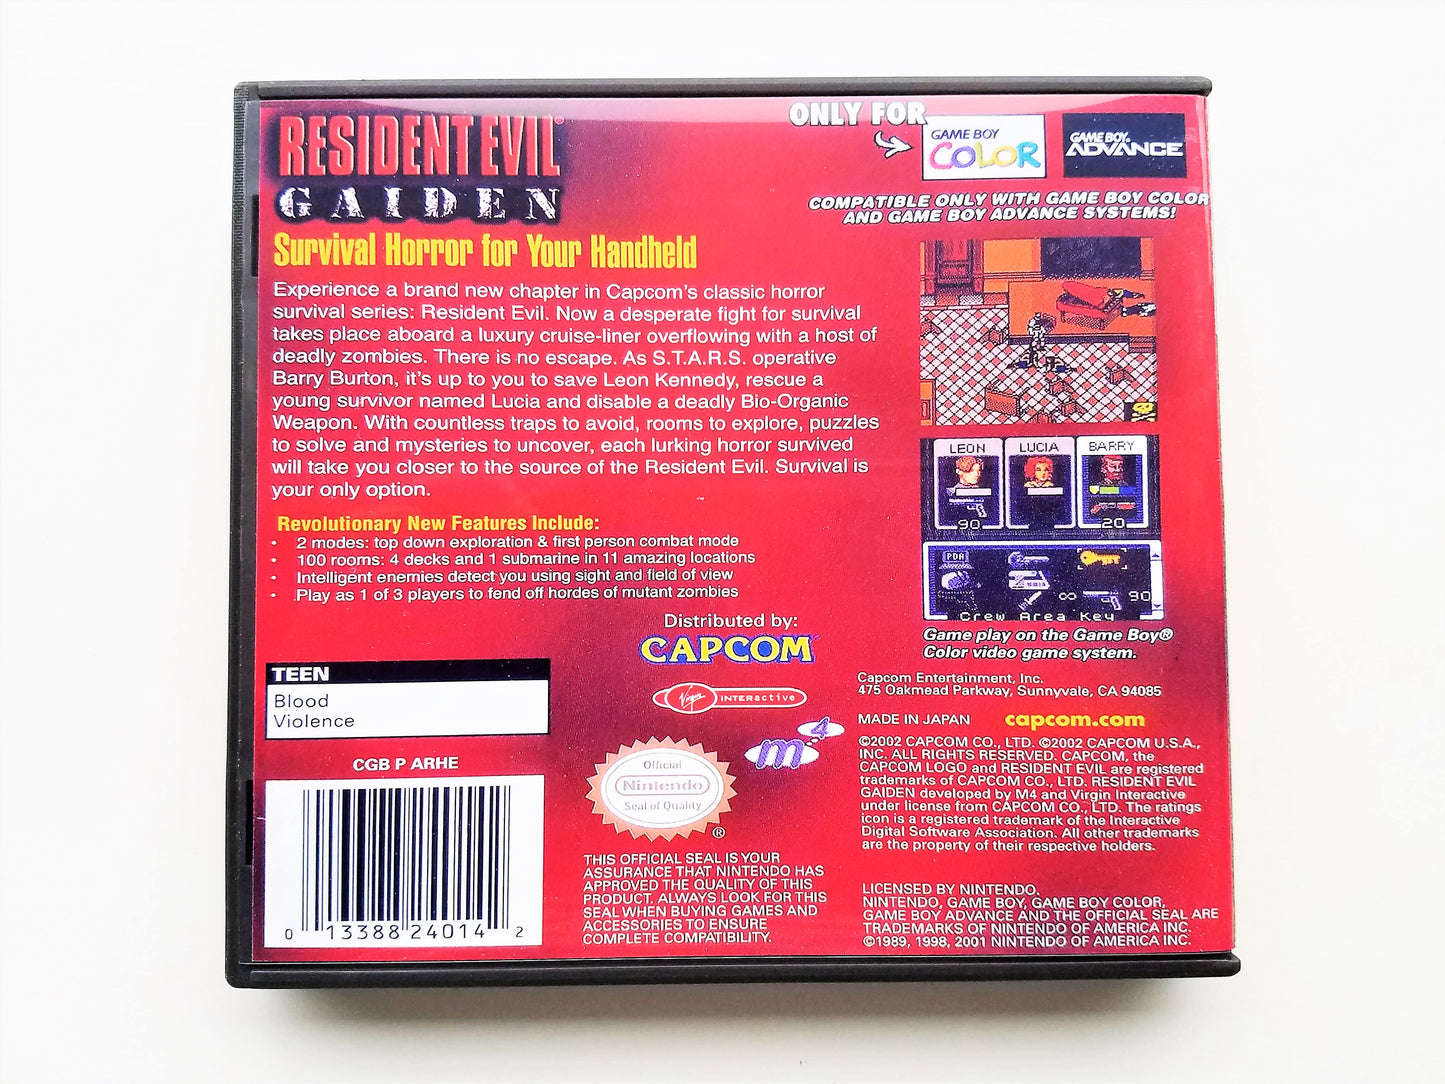 RESIDENT EVIL
GAIDEN
ONLY FOR
GAME BOY
COLOR
GAME BOY
ADVANCE
COMPATIBLE ONLY WITH GAME BOY COLOR
AND GAME BOY ADVANCE SYSTEMS!
Survival Horror for Your Handheld
Experience a brand new chapter in Capcom's classic horror
survival series: Resident Evil. Now a desperate fight for survival
takes place aboard a luxury cruise-liner overflowing with a host of
deadly zombies. There is no escape. As S.T.A.R.S. operative
Barry Burton, it's up to you to save Leon Kennedy, rescue a
young survivor named Lucia and disable a deadly Bio-Organic
Weapon. With countless traps to avoid, rooms to explore, puzzles
to solve and mysteries to uncover, each lurking horror survived
will take you closer to the source of the Resident Evil. Survival is
your only option.
Revolutionary New Features Include:
• 2 modes: top down exploration & first person combat mode
• 100 rooms: 4 decks and 1 submarine in 11 amazing locations
• Intelligent enemies detect you using sight and field of view
• Play as 1 of 3 players to fend off hordes of mutant zombies
LEON LUCIA BARRY
90 20
PDA
∞ 90
Crew Area Key
Game play on the Game Boy®
Color video game system.
Distributed by:
CAPCOM
Virgin INTERactive
m4
TEEN
Blood
Violence
CGB P ARHE
0 13388 24014 2
Official
Nintendo
Seal of Quality
®
THIS OFFICIAL SEAL IS YOUR
ASSURANCE THAT NINTENDO HAS
APPROVED THE QUALITY OF THIS
PRODUCT. ALWAYS LOOK FOR THIS
SEAL WHEN BUYING GAMES AND
ACCESSORIES TO ENSURE
COMPLETE COMPATIBILITY.
Capcom Entertainment, Inc.
475 Oakmead Parkway, Sunnyvale, CA 94085
MADE IN JAPAN capcom.com
©2002 CAPCOM CO., LTD. ©2002 CAPCOM U.S.A.,
INC. ALL RIGHTS RESERVED. CAPCOM, the
CAPCOM LOGO and RESIDENT EVIL are registered
trademarks of CAPCOM CO., LTD. RESIDENT EVIL
GAIDEN developed by M4 and Virgin Interactive
under license from CAPCOM CO., LTD. The ratings
icon is a registered trademark of the Interactive
Digital Software Association. All other trademarks
are the property of their respective holders.
LICENSED BY NINTENDO.
NINTENDO, GAME BOY, GAME BOY COLOR,
GAME BOY ADVANCE AND THE OFFICIAL SEAL ARE
TRADEMARKS OF NINTENDO OF AMERICA INC.
©1989, 1998, 2001 NINTENDO OF AMERICA INC.